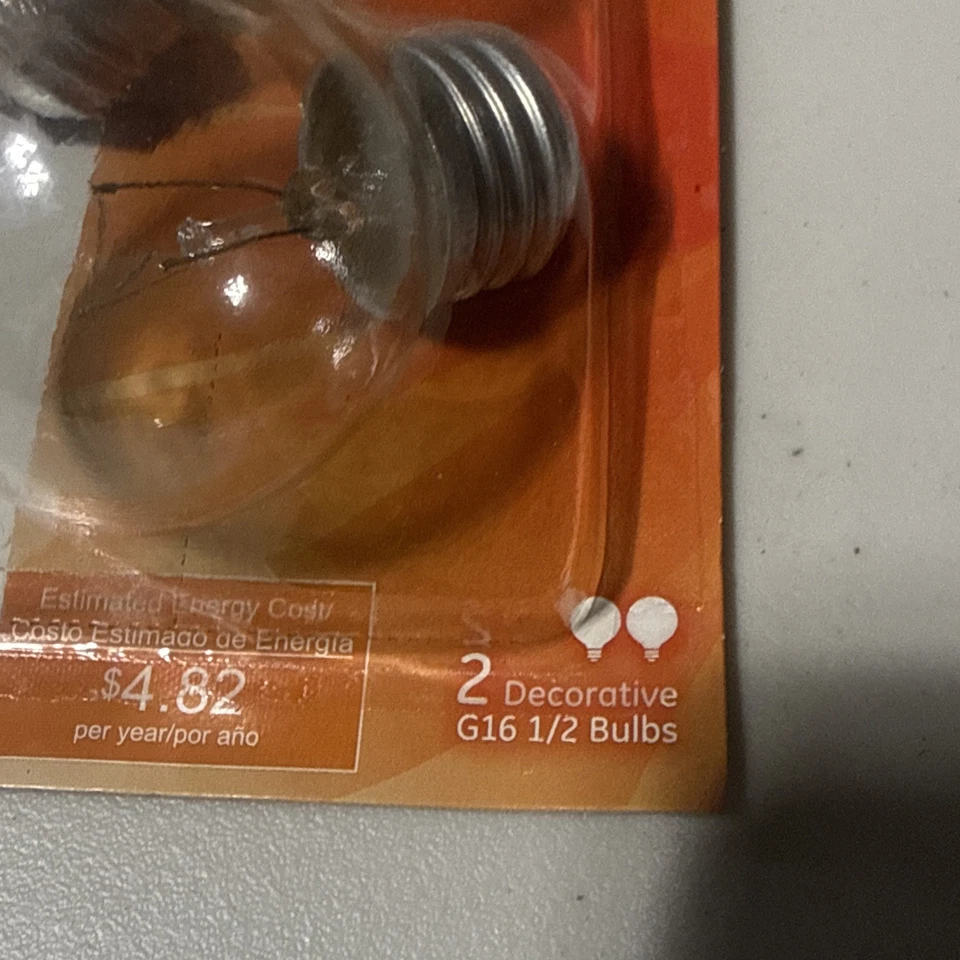 Estimated Energy Cost/
Costo Estimado de Energía
$4.82
per year/por año
2 Decorative
G16 1/2 Bulbs